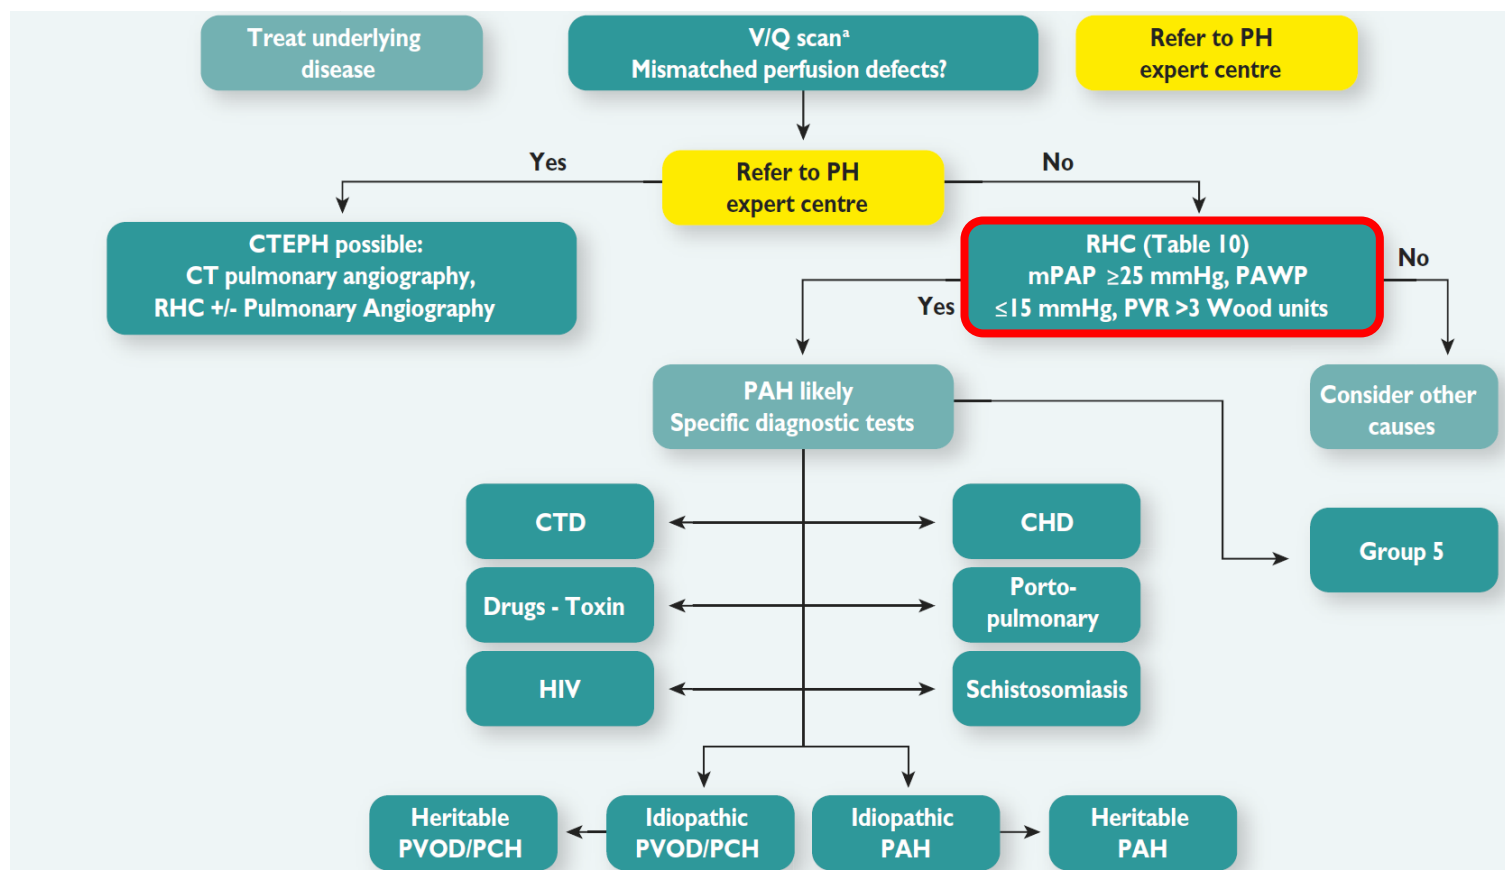 Treat underlying
disease
V/Q scanᵃ
Mismatched perfusion defects?
Refer to PH
expert centre
Yes
Refer to PH
expert centre
No
CTEPH possible:
CT pulmonary angiography,
RHC +/- Pulmonary Angiography
RHC (Table 10)
mPAP ≥25 mmHg, PAWP
≤15 mmHg, PVR >3 Wood units
No
Yes
PAH likely
Specific diagnostic tests
Consider other
causes
CTD
CHD
Group 5
Drugs - Toxin
Porto-
pulmonary
HIV
Schistosomiasis
Heritable
PVOD/PCH
Idiopathic
PVOD/PCH
Idiopathic
PAH
Heritable
PAH